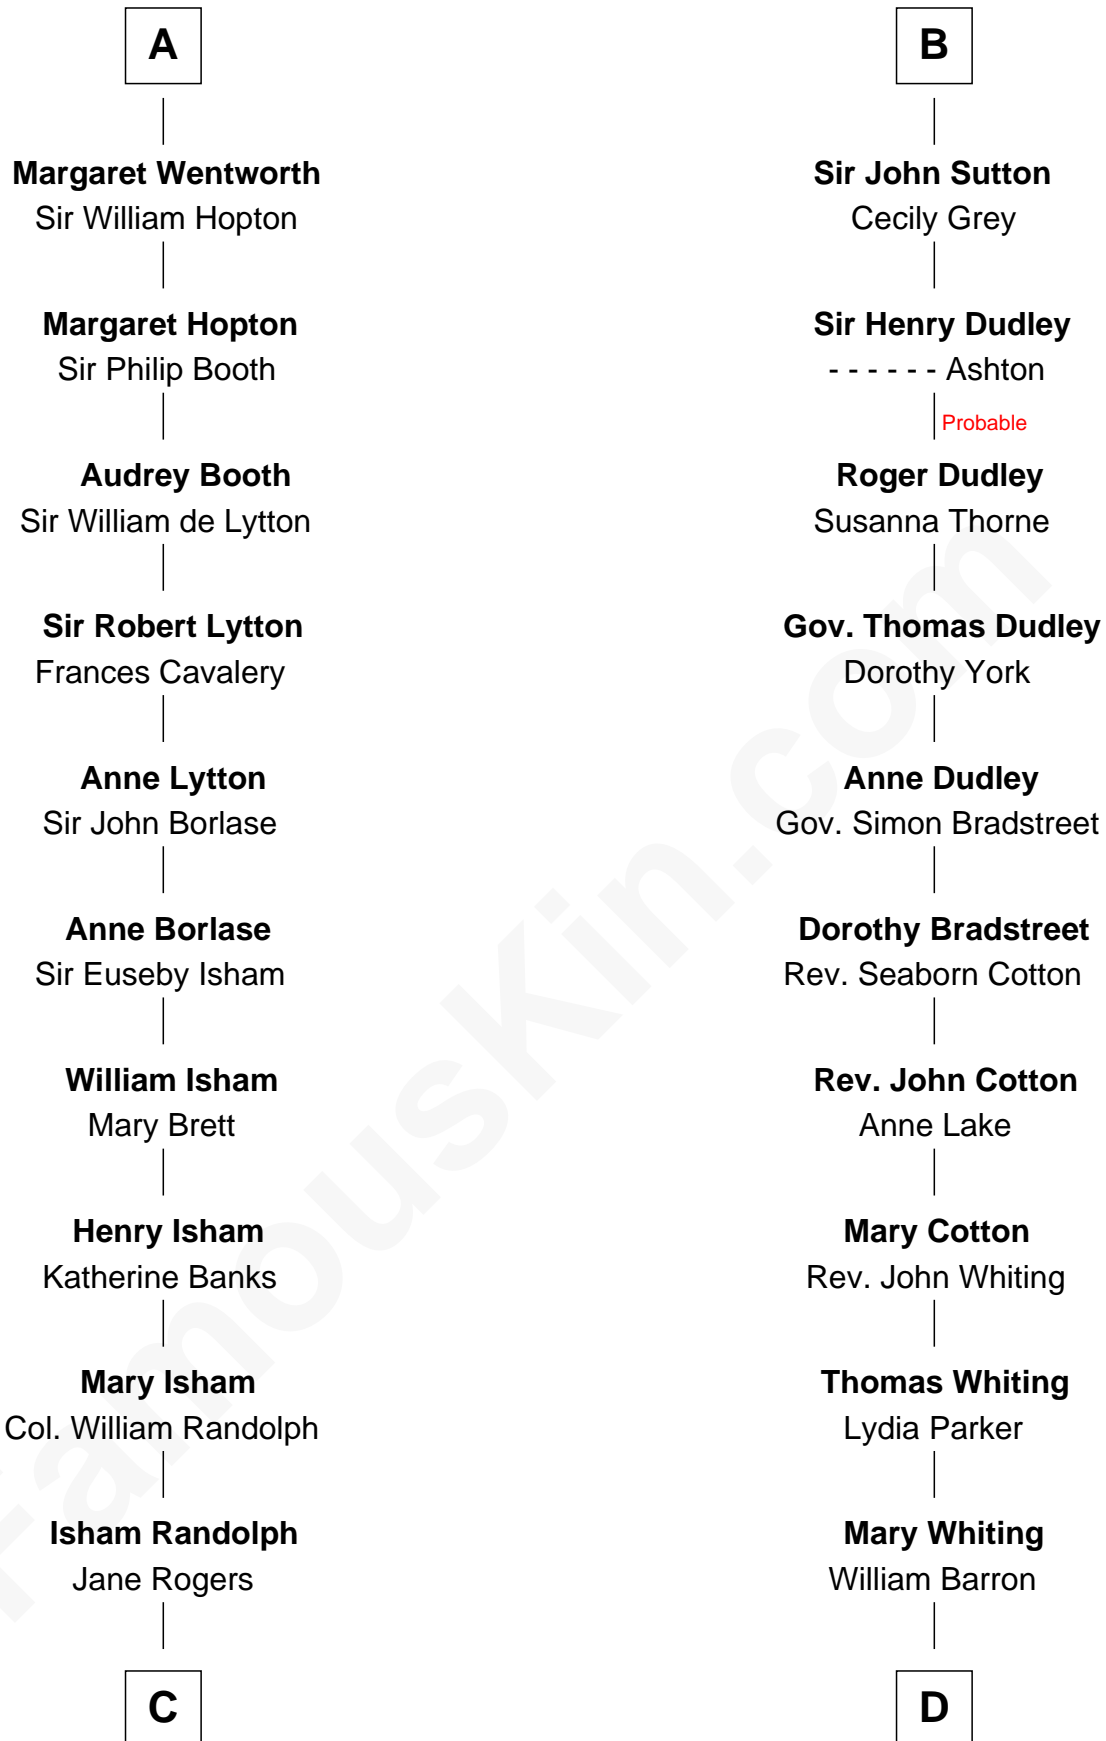 A
Margaret Wentworth
Sir William Hopton
Margaret Hopton
Sir Philip Booth
Audrey Booth
Sir William de Lytton
Sir Robert Lytton
Frances Cavalery
Anne Lytton
Sir John Borlase
Anne Borlase
Sir Euseby Isham
William Isham
Mary Brett
Henry Isham
Katherine Banks
Mary Isham
Col. William Randolph
Isham Randolph
Jane Rogers
C
B
Sir John Sutton
Cecily Grey
Sir Henry Dudley
- - - - - - Ashton
Probable
Roger Dudley
Susanna Thorne
Gov. Thomas Dudley
Dorothy York
Anne Dudley
Gov. Simon Bradstreet
Dorothy Bradstreet
Rev. Seaborn Cotton
Rev. John Cotton
Anne Lake
Mary Cotton
Rev. John Whiting
Thomas Whiting
Lydia Parker
Mary Whiting
William Barron
D
FamousKin.com